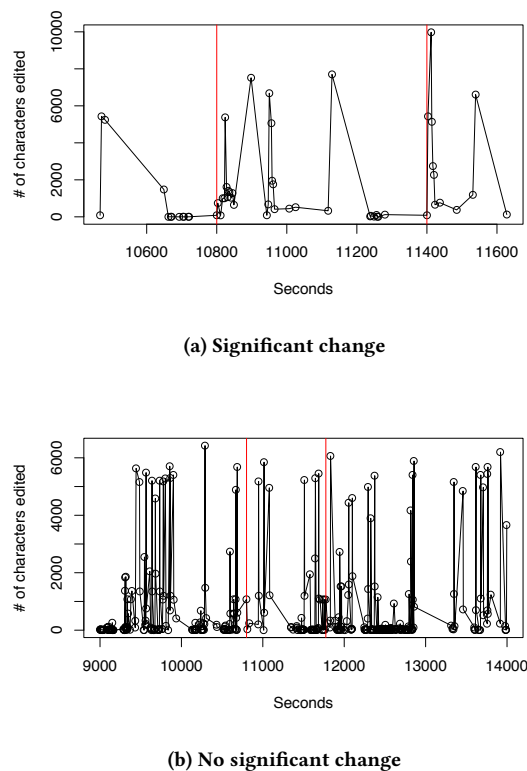 10000
6000
2000
0
# of characters edited
10600 10800 11000 11200 11400 11600
Seconds
(a) Significant change
6000
4000
2000
0
# of characters edited
9000 10000 11000 12000 13000 14000
Seconds
(b) No significant change